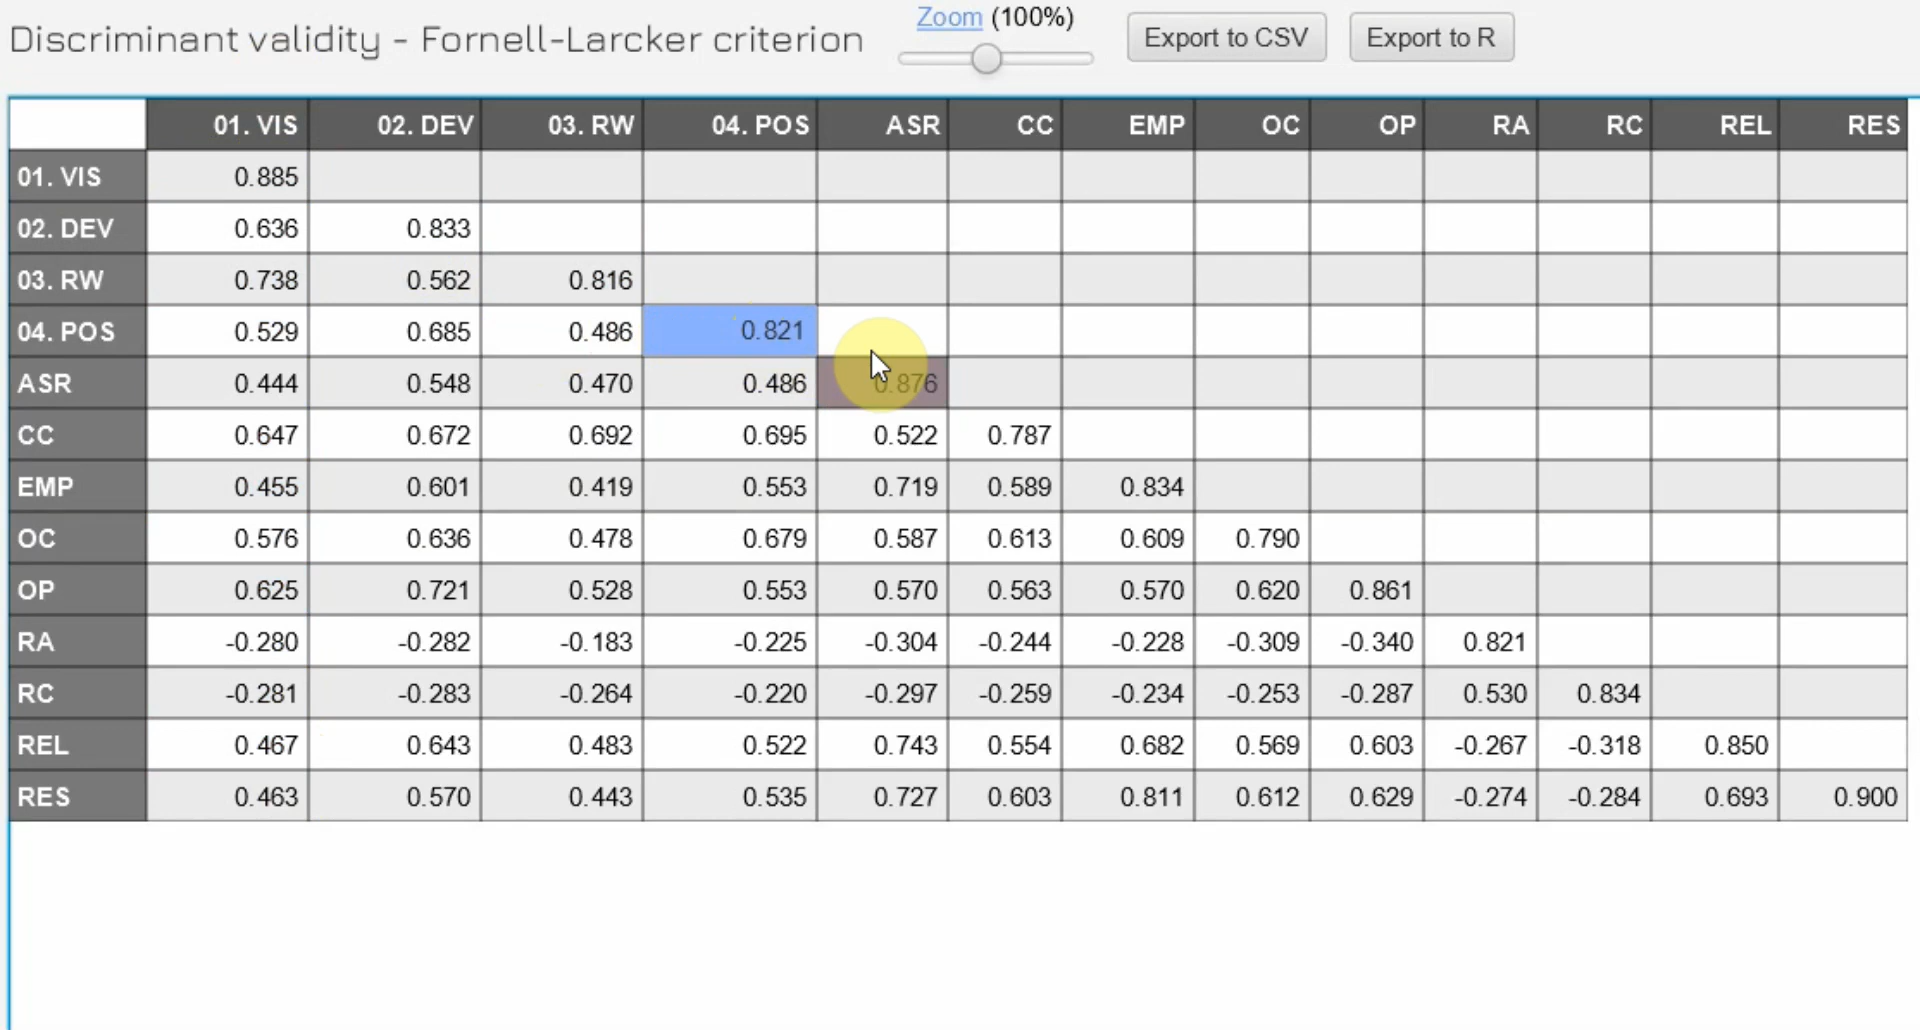 Discriminant validity - Fornell-Larcker criterion Zoom (100%) Export to CSV Export to R
01. VIS 02. DEV 03. RW 04. POS ASR CC EMP OC OP RA RC REL RES
01. VIS 0.885
02. DEV 0.636 0.833
03. RW 0.738 0.562 0.816
04. POS 0.529 0.685 0.486 0.821
ASR 0.444 0.548 0.470 0.486 0.876
CC 0.647 0.672 0.692 0.695 0.522 0.787
EMP 0.455 0.601 0.419 0.553 0.719 0.589 0.834
OC 0.576 0.636 0.478 0.679 0.587 0.613 0.609 0.790
OP 0.625 0.721 0.528 0.553 0.570 0.563 0.570 0.620 0.861
RA -0.280 -0.282 -0.183 -0.225 -0.304 -0.244 -0.228 -0.309 -0.340 0.821
RC -0.281 -0.283 -0.264 -0.220 -0.297 -0.259 -0.234 -0.253 -0.287 0.530 0.834
REL 0.467 0.643 0.483 0.522 0.743 0.554 0.682 0.569 0.603 -0.267 -0.318 0.850
RES 0.463 0.570 0.443 0.535 0.727 0.603 0.811 0.612 0.629 -0.274 -0.284 0.693 0.900